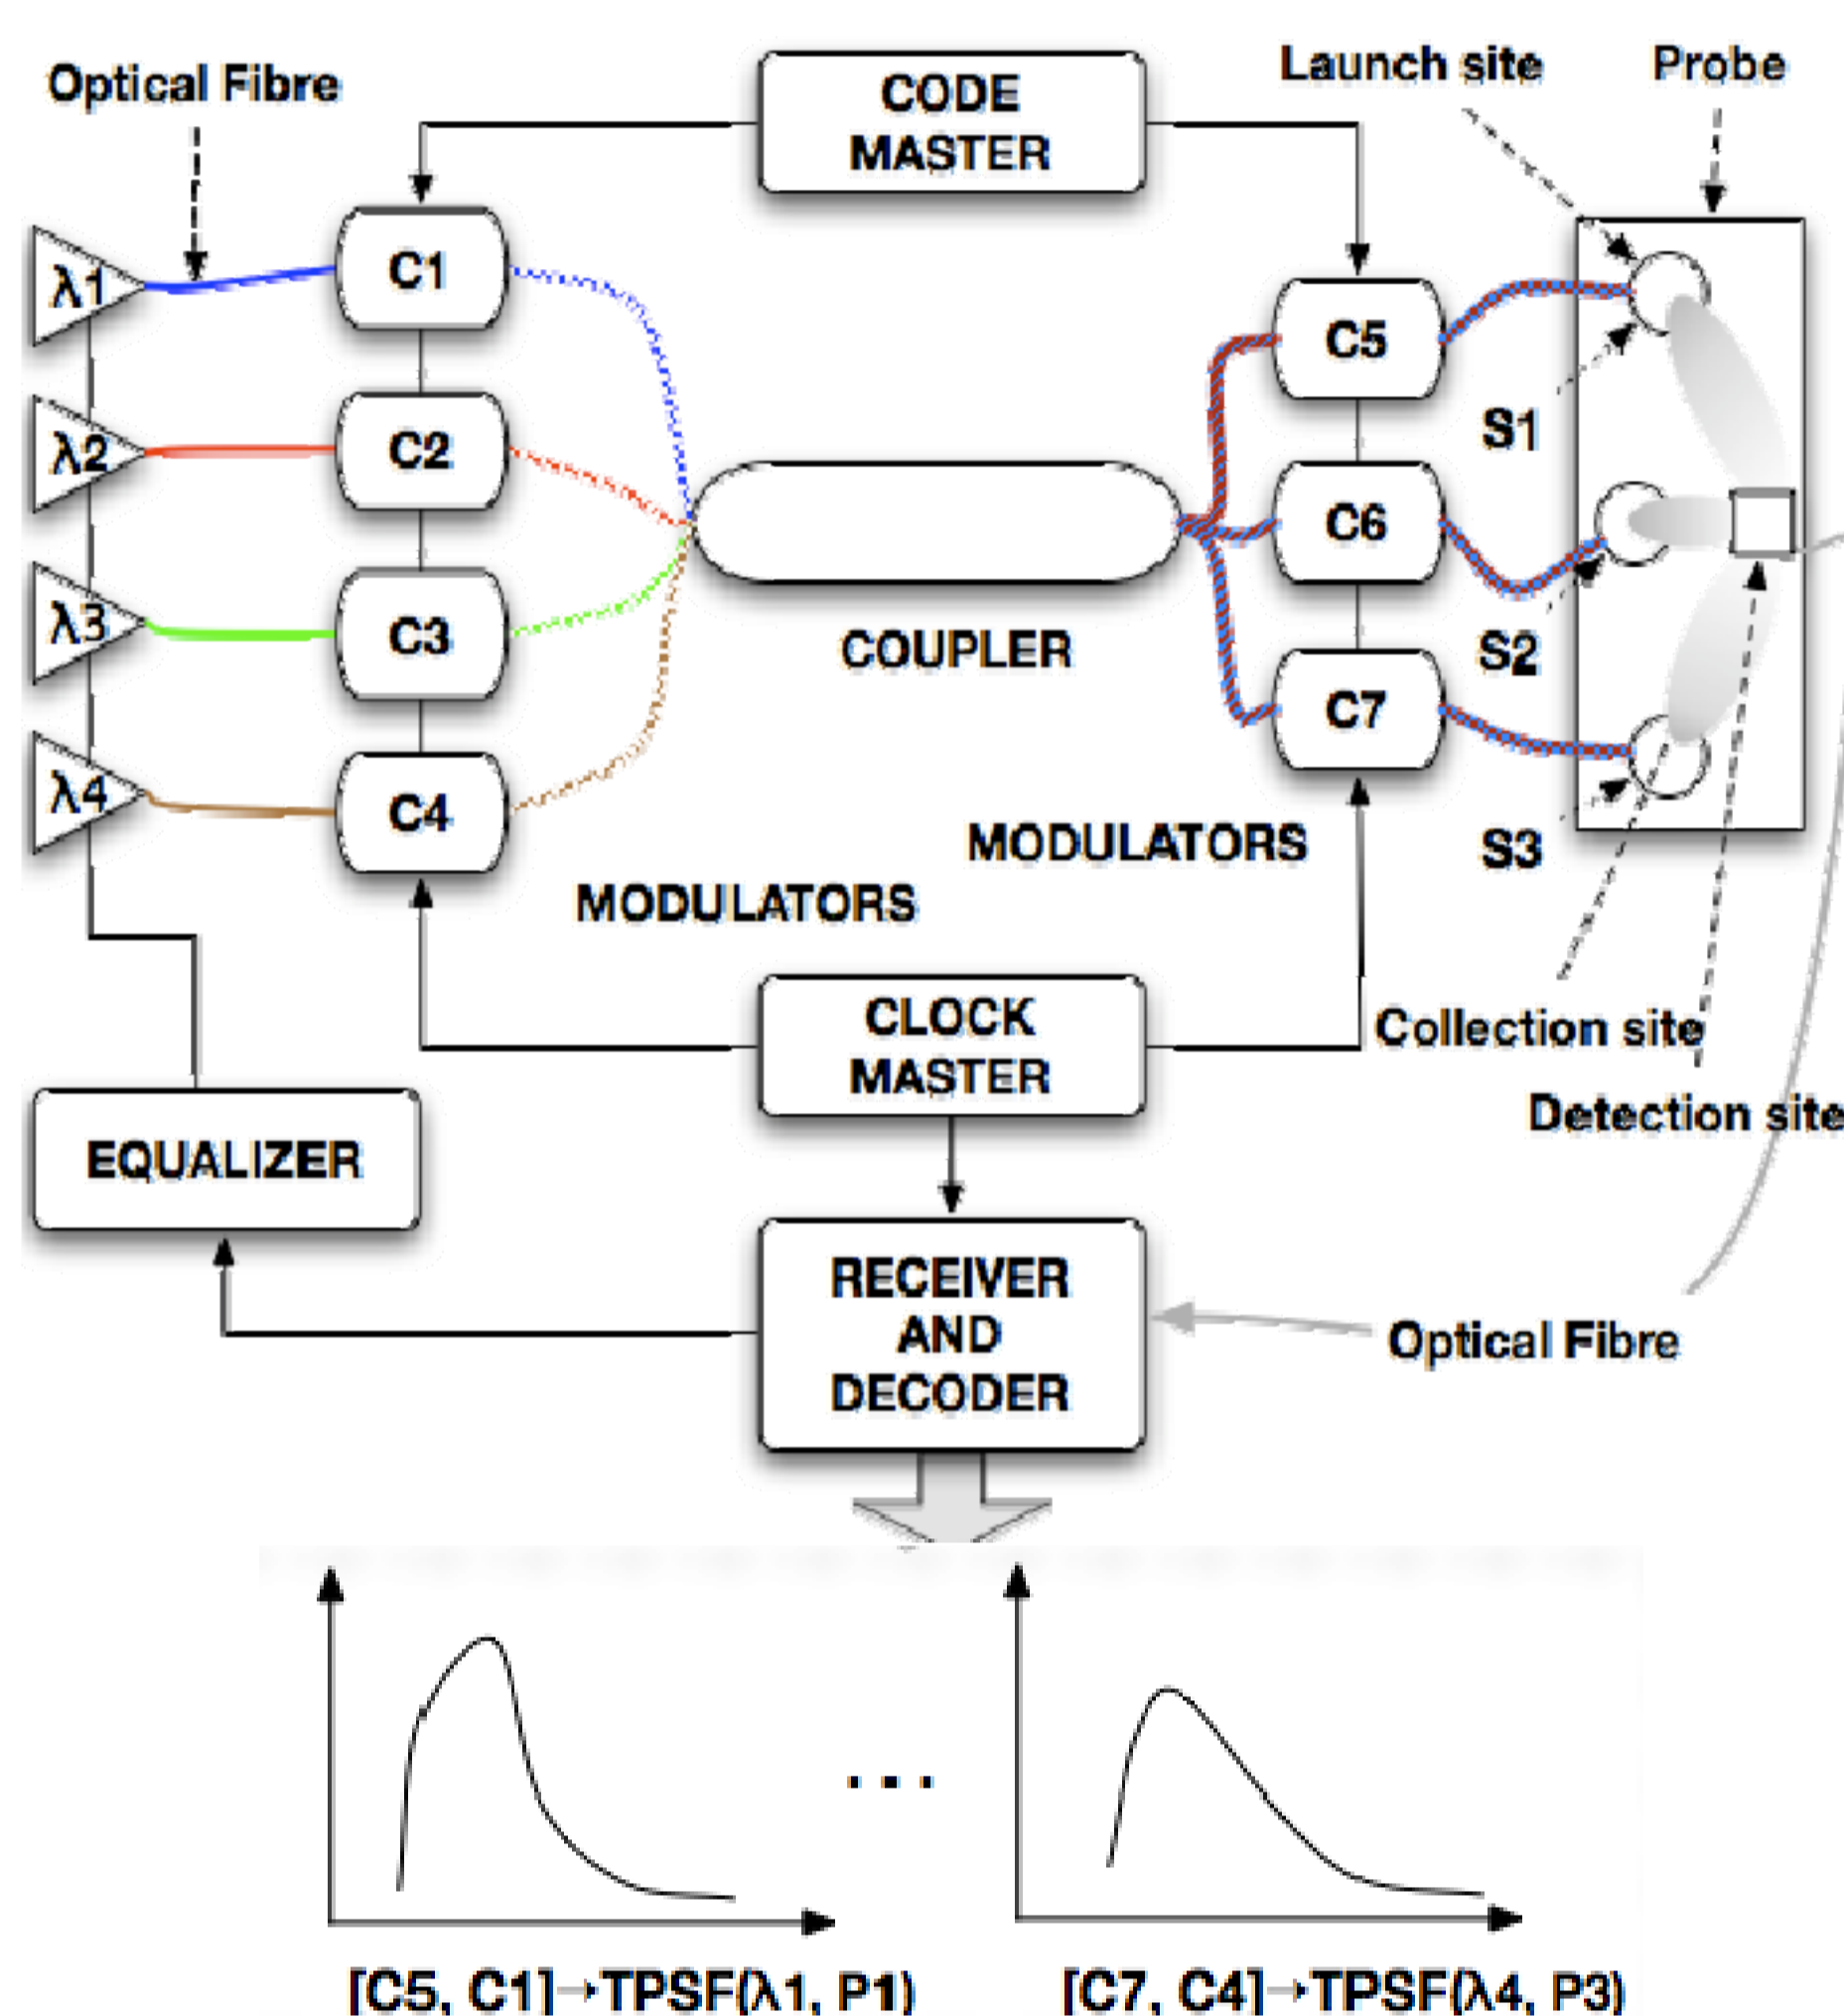 Optical Fibre
CODE
MASTER
Launch site
Probe
λ1
C1
λ2
C2
λ3
C3
λ4
C4
C5
C6
C7
S1
S2
S3
COUPLER
MODULATORS
MODULATORS
CLOCK
MASTER
Collection site
Detection site
EQUALIZER
RECEIVER
AND
DECODER
Optical Fibre
...
[C5, C1]→TPSF(λ1, P1)
[C7, C4]→TPSF(λ4, P3)